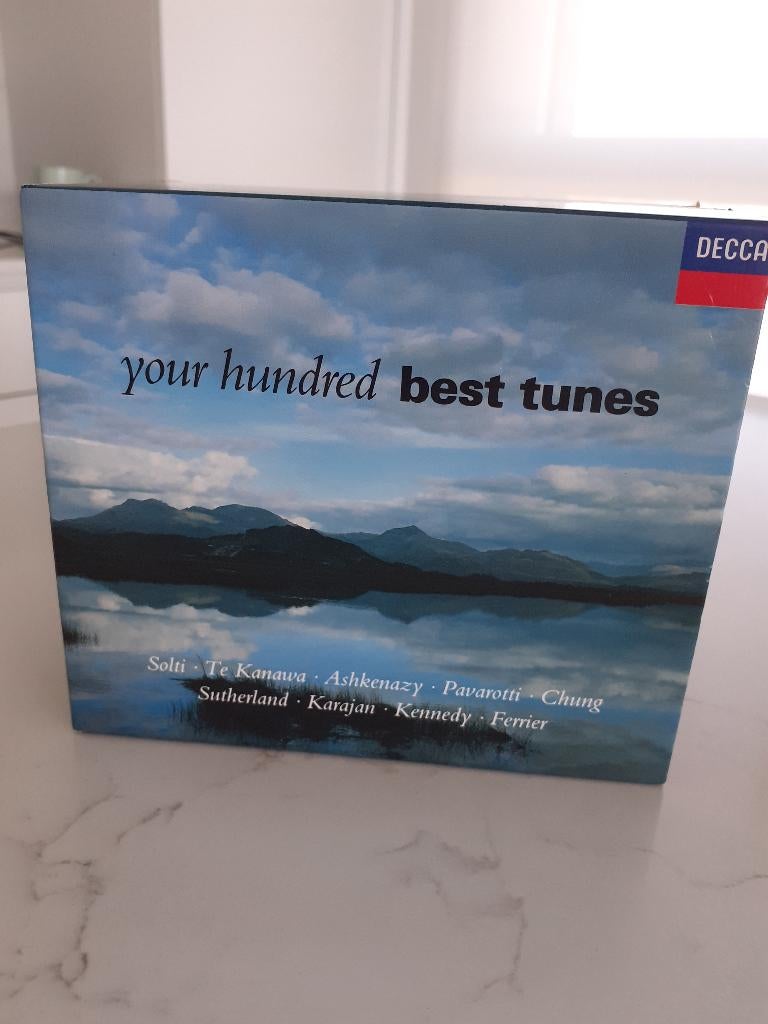 DECCA
your hundred best tunes
Solti · Te Kanawa · Ashkenazy · Pavarotti · Chung
Sutherland · Karajan · Kennedy · Ferrier